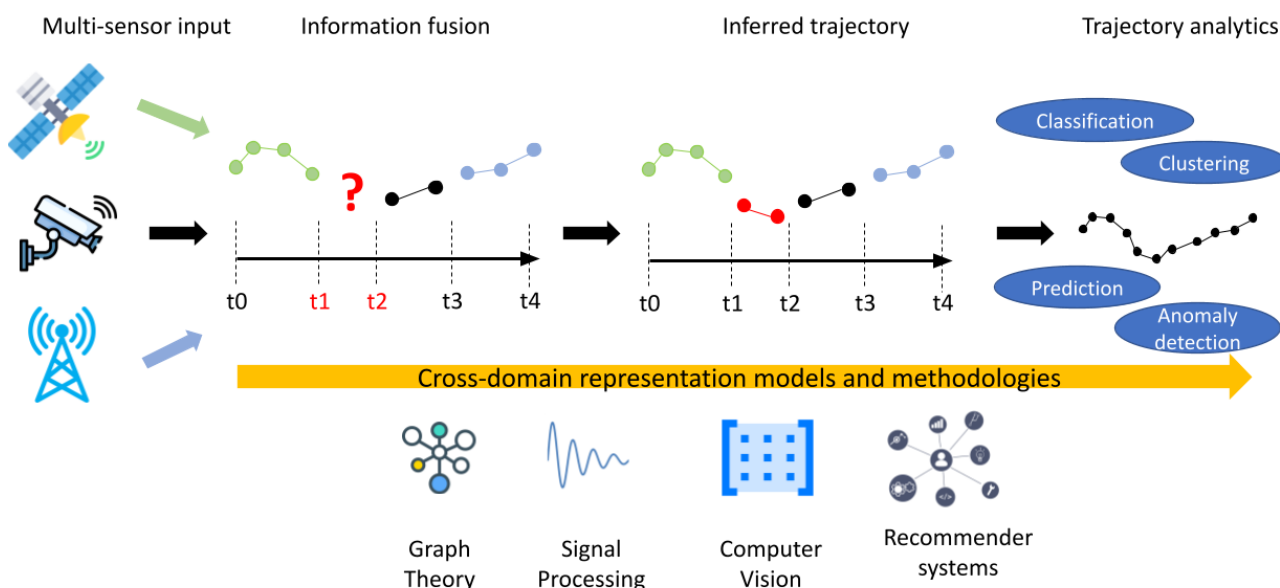 Multi-sensor input
Information fusion
Inferred trajectory
Trajectory analytics
Classification
Clustering
?
t0
t1
t2
t3
t4
t0
t1
t2
t3
t4
Prediction
Anomaly
detection
Cross-domain representation models and methodologies
Graph
Theory
Signal
Processing
Computer
Vision
Recommender
systems